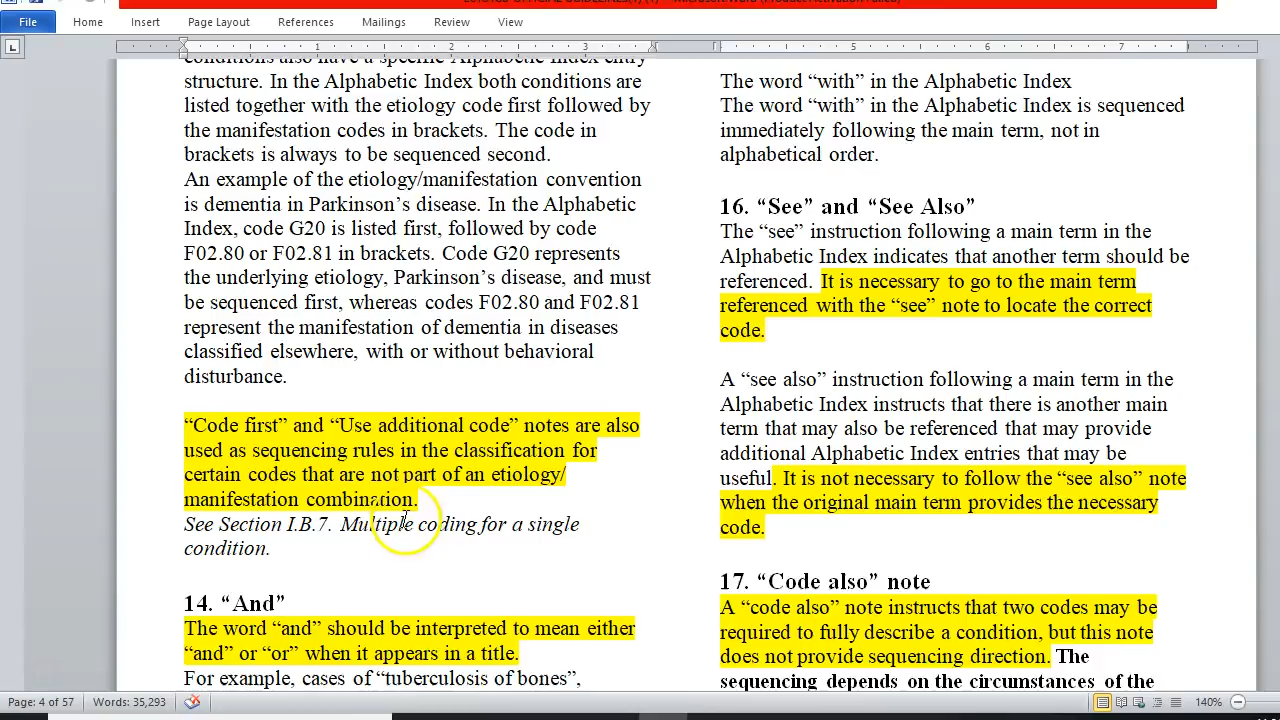 File Home Insert Page Layout References Mailings Review View
1 2 3 5 6 7
conditions also have a specific Alphabetic Index entry
structure. In the Alphabetic Index both conditions are
listed together with the etiology code first followed by
the manifestation codes in brackets. The code in
brackets is always to be sequenced second.
An example of the etiology/manifestation convention
is dementia in Parkinson’s disease. In the Alphabetic
Index, code G20 is listed first, followed by code
F02.80 or F02.81 in brackets. Code G20 represents
the underlying etiology, Parkinson’s disease, and must
be sequenced first, whereas codes F02.80 and F02.81
represent the manifestation of dementia in diseases
classified elsewhere, with or without behavioral
disturbance.
“Code first” and “Use additional code” notes are also
used as sequencing rules in the classification for
certain codes that are not part of an etiology/
manifestation combination.
See Section I.B.7. Multiple coding for a single
condition.
14. “And”
The word “and” should be interpreted to mean either
“and” or “or” when it appears in a title.
For example, cases of “tuberculosis of bones”,
The word “with” in the Alphabetic Index
The word “with” in the Alphabetic Index is sequenced
immediately following the main term, not in
alphabetical order.
16. “See” and “See Also”
The “see” instruction following a main term in the
Alphabetic Index indicates that another term should be
referenced. It is necessary to go to the main term
referenced with the “see” note to locate the correct
code.
A “see also” instruction following a main term in the
Alphabetic Index instructs that there is another main
term that may also be referenced that may provide
additional Alphabetic Index entries that may be
useful. It is not necessary to follow the “see also” note
when the original main term provides the necessary
code.
17. “Code also” note
A “code also” note instructs that two codes may be
required to fully describe a condition, but this note
does not provide sequencing direction. The
sequencing depends on the circumstances of the
Page: 4 of 57 Words: 35,293 140%